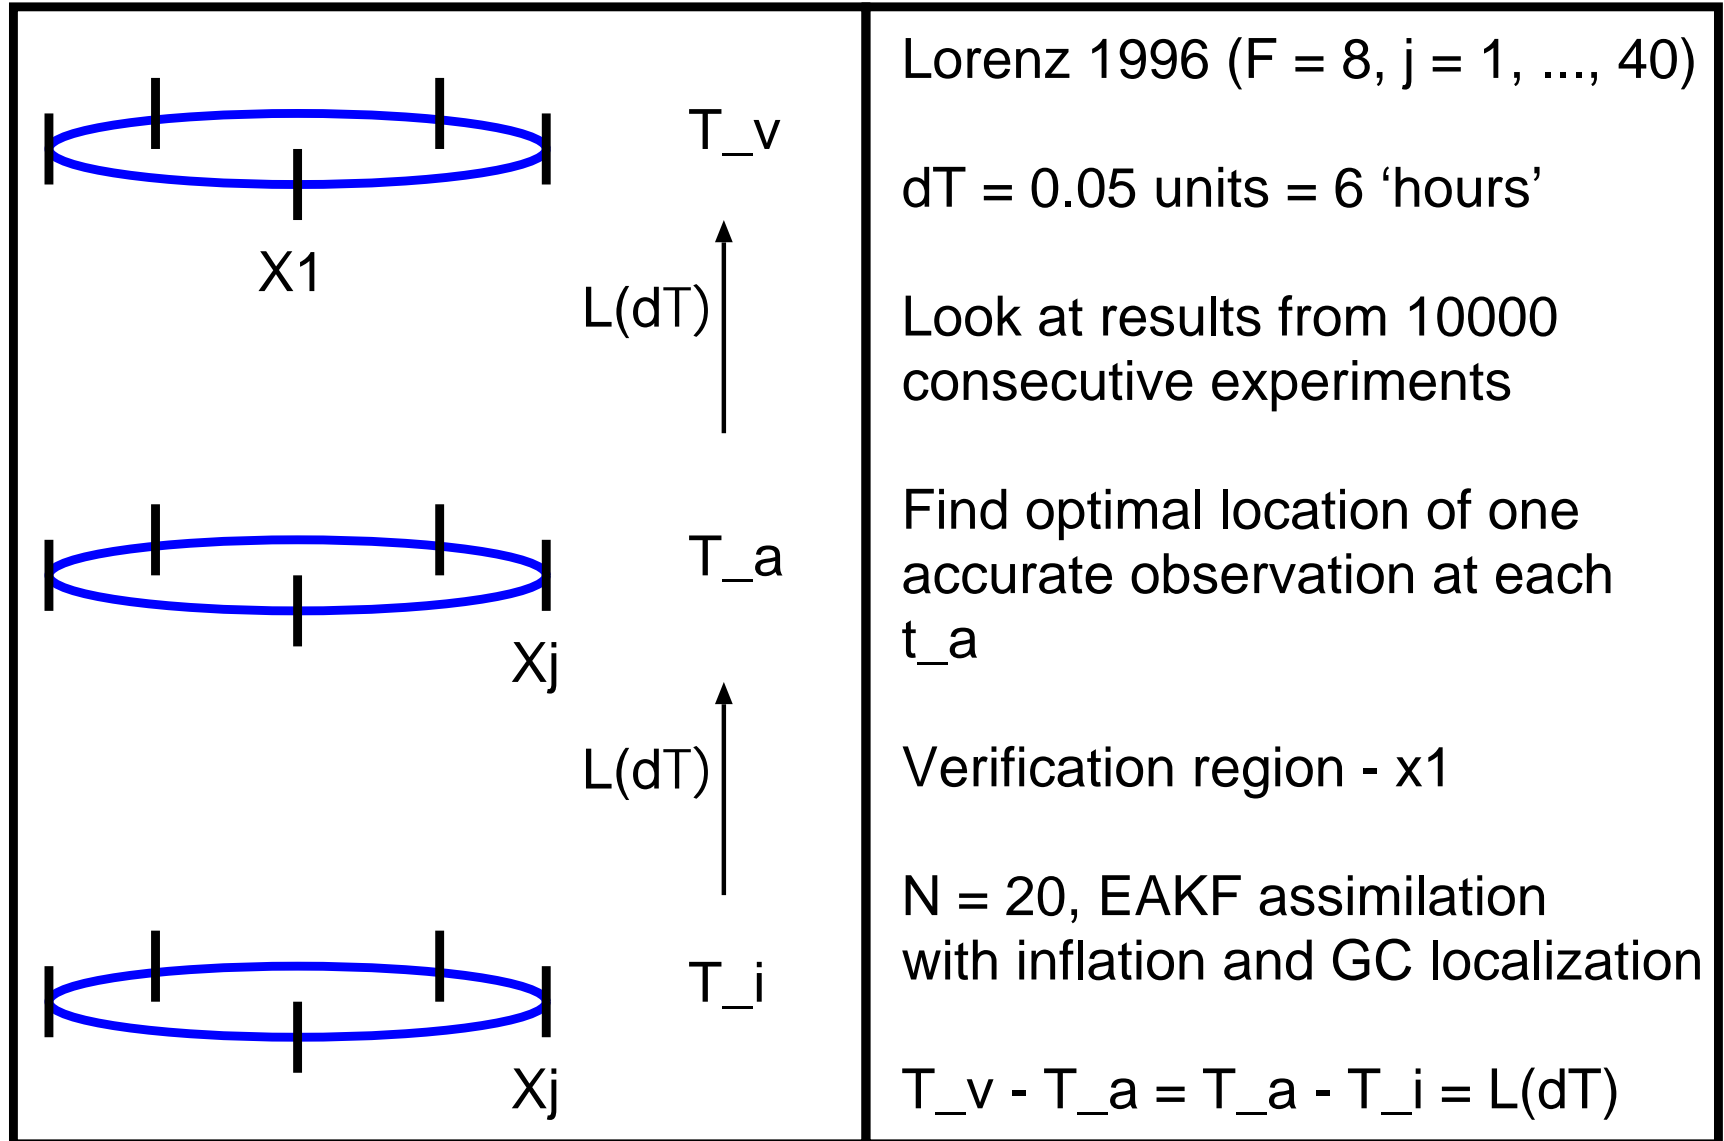 T_v
X1
L(dT)
T_a
Xj
L(dT)
T_i
Xj
Lorenz 1996 (F = 8, j = 1, ..., 40)
dT = 0.05 units = 6 ‘hours’
Look at results from 10000
consecutive experiments
Find optimal location of one
accurate observation at each
t_a
Verification region - x1
N = 20, EAKF assimilation
with inflation and GC localization
T_v - T_a = T_a - T_i = L(dT)